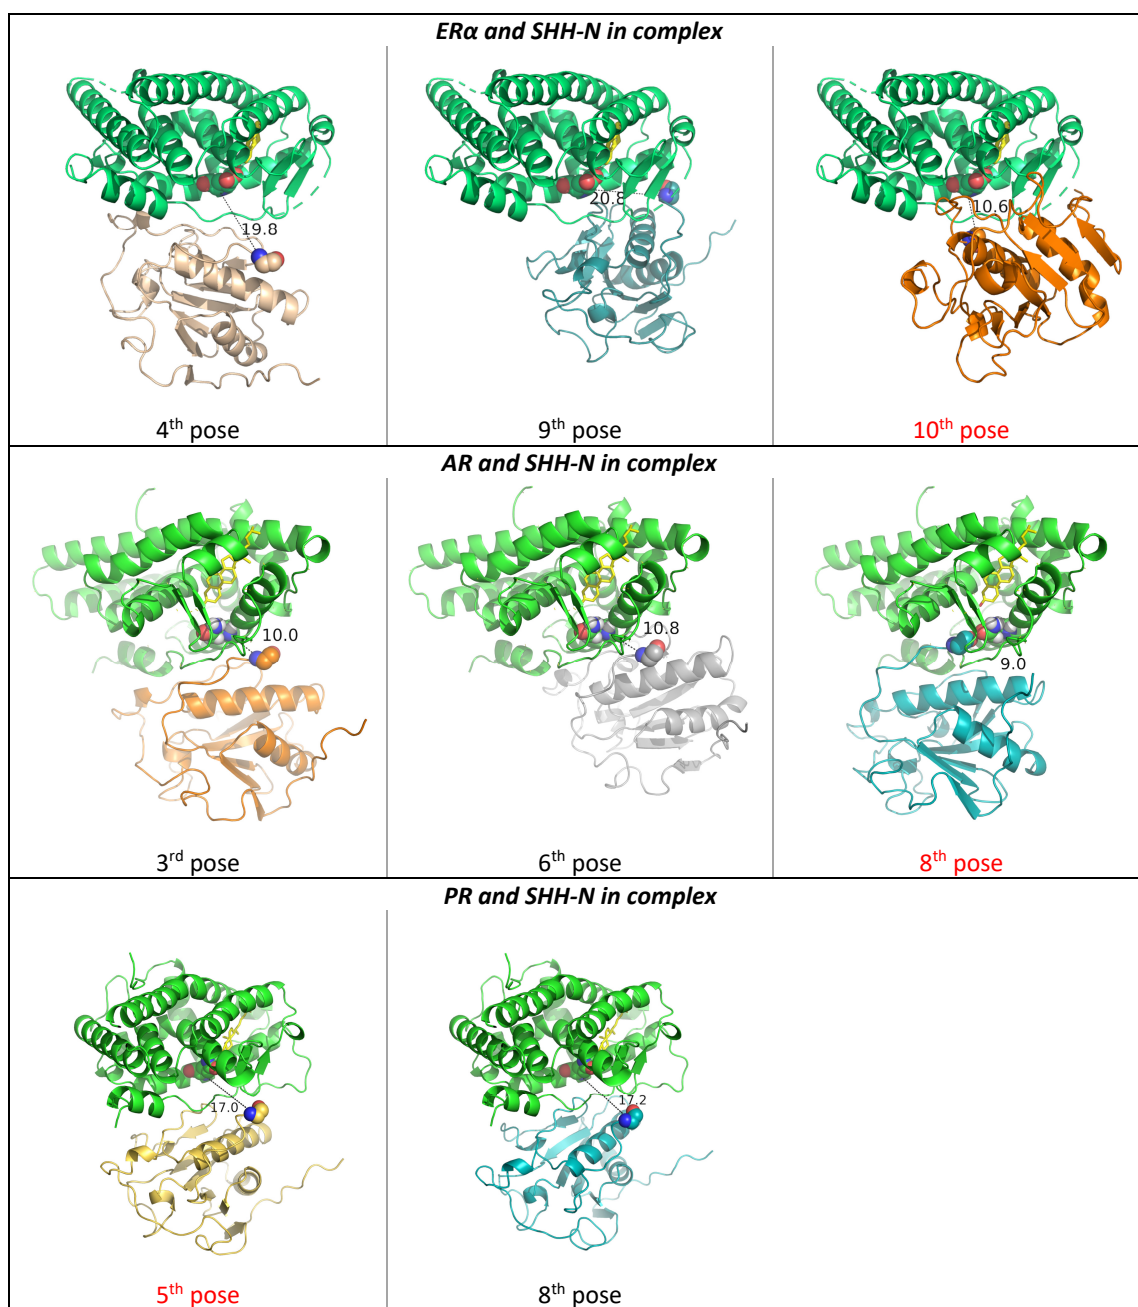 ERα and SHH-N in complex
19.8
20.8
10.6
4th pose
9th pose
10th pose
AR and SHH-N in complex
10.0
10.8
9.0
3rd pose
6th pose
8th pose
PR and SHH-N in complex
17.0
17.2
5th pose
8th pose